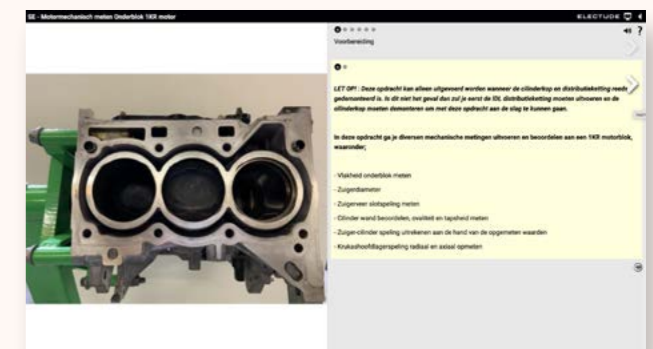 SE - Motormechanisch meten Onderblok 1KR motor
ELECTUDE
Voorbereiding
LET OP! : Deze opdracht kan alleen uitgevoerd worden wanneer de cilinderkop en distributieketting reeds
gedemonteerd is. Is dit niet het geval dan zul je eerst de IDL distributieketting moeten uitvoeren en de
cilinderkop moeten demonteren om met deze opdracht aan de slag te kunnen gaan.
In deze opdracht ga je diversen mechanische metingen uitvoeren en beoordelen aan een 1KR motorblok,
waaronder;
- Vlakheid onderblok meten
- Zuigerdiameter
- Zuigerveer slotspeling meten
- Cilinder wand beoordelen, ovaliteit en tapsheid meten
- Zuiger-cilinder speling uitrekenen aan de hand van de opgemeten waarden
- Krukashoofdlagerspeling radiaal en axiaal opmeten